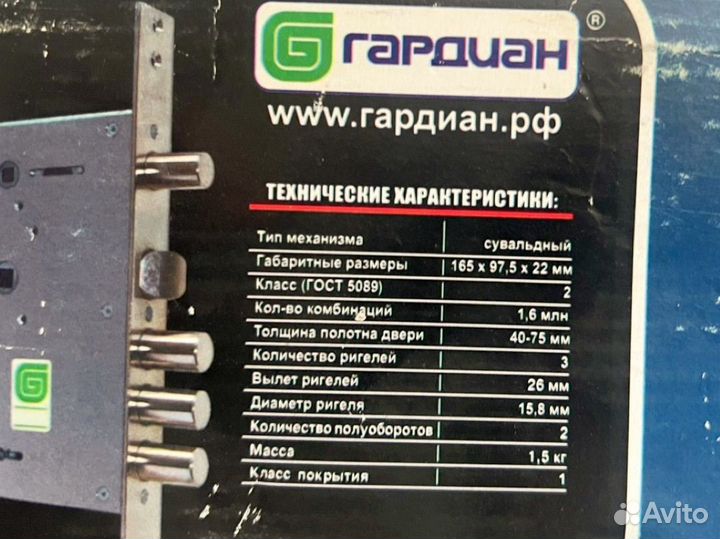 ГАРДИАН ®
www.гардиан.рф
ТЕХНИЧЕСКИЕ ХАРАКТЕРИСТИКИ:
Тип механизма сувальдный
Габаритные размеры 165 х 97,5 х 22 мм
Класс (ГОСТ 5089) 2
Кол-во комбинаций 1,6 млн
Толщина полотна двери 40-75 мм
Количество ригелей 3
Вылет ригелей 26 мм
Диаметр ригеля 15,8 мм
Количество полуоборотов 2
Масса 1,5 кг
Класс покрытия 1
Avito